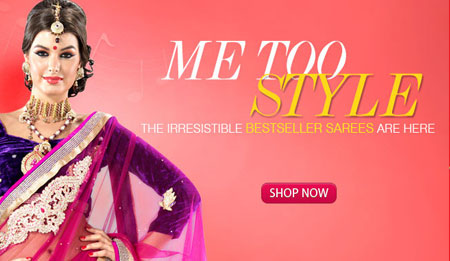 ME TOO
STYLE
THE IRRESISTIBLE BESTSELLER SAREES ARE HERE
SHOP NOW